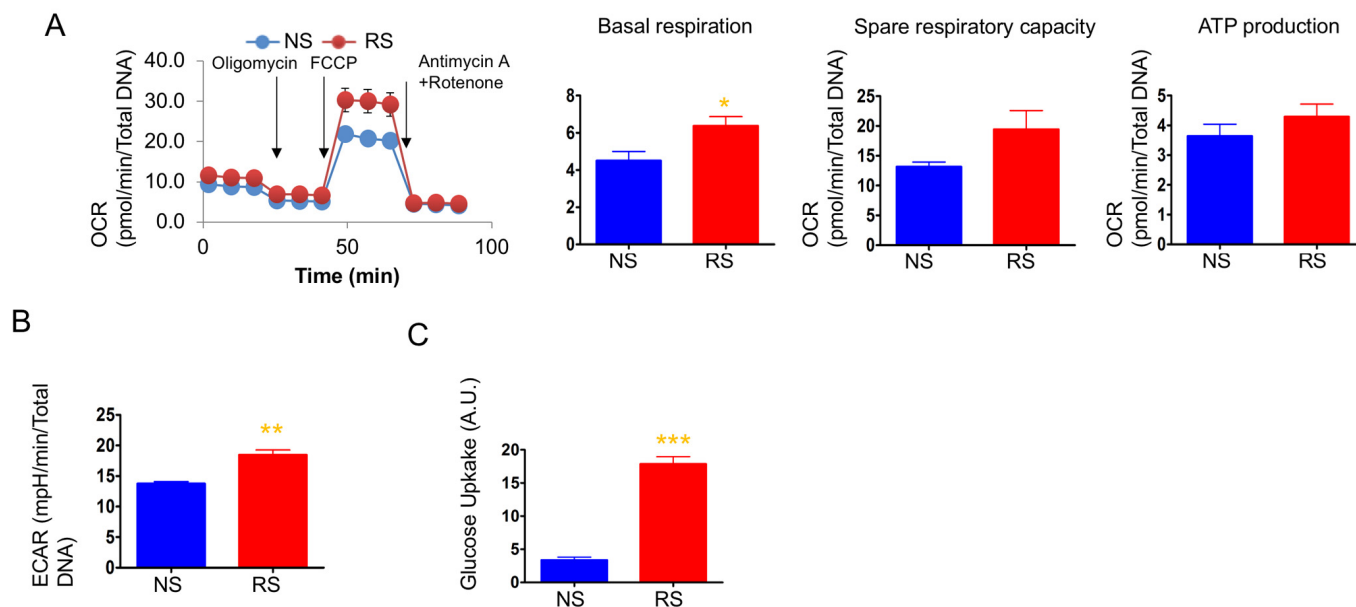 A
NS RS
Oligomycin FCCP Antimycin A
+Rotenone
OCR
(pmol/min/Total DNA)
40.0
30.0
20.0
10.0
0.0
0 50 100
Time (min)
Basal respiration
8
6
4
2
0
*
NS RS
Spare respiratory capacity
OCR
(pmol/min/Total DNA)
25
20
15
10
5
0
NS RS
ATP production
OCR
(pmol/min/Total DNA)
5
4
3
2
1
0
NS RS
B
ECAR (mpH/min/Total
DNA)
25
20
15
10
5
0
**
NS RS
C
Glucose Upkake (A.U.)
20
15
10
5
0
***
NS RS